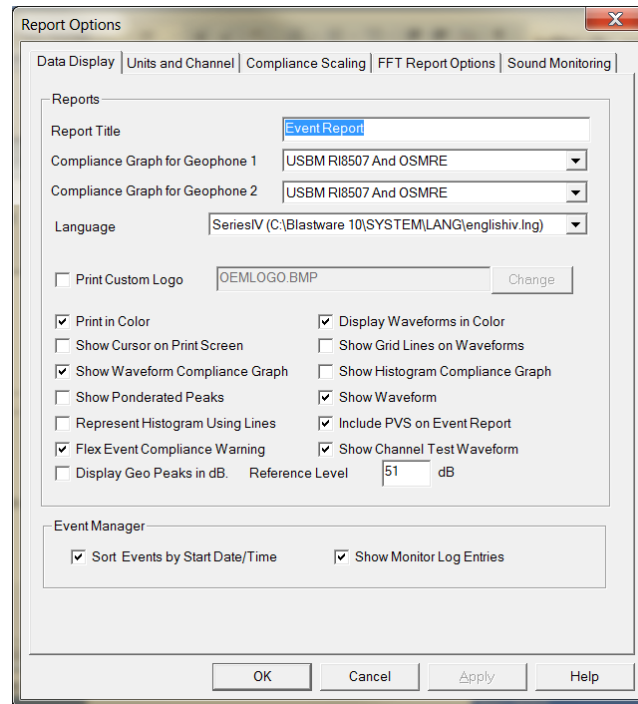 Report Options
Data Display Units and Channel Compliance Scaling FFT Report Options Sound Monitoring
Reports
Report Title Event Report
Compliance Graph for Geophone 1 USBM RI8507 And OSMRE
Compliance Graph for Geophone 2 USBM RI8507 And OSMRE
Language SeriesIV (C:\Blastware 10\SYSTEM\LANG\englishiv.lng)
Print Custom Logo OEMLOGO.BMP Change
Print in Color Display Waveforms in Color
Show Cursor on Print Screen Show Grid Lines on Waveforms
Show Waveform Compliance Graph Show Histogram Compliance Graph
Show Ponderated Peaks Show Waveform
Represent Histogram Using Lines Include PVS on Event Report
Flex Event Compliance Warning Show Channel Test Waveform
Display Geo Peaks in dB. Reference Level 51 dB
Event Manager
Sort Events by Start Date/Time Show Monitor Log Entries
OK Cancel Apply Help